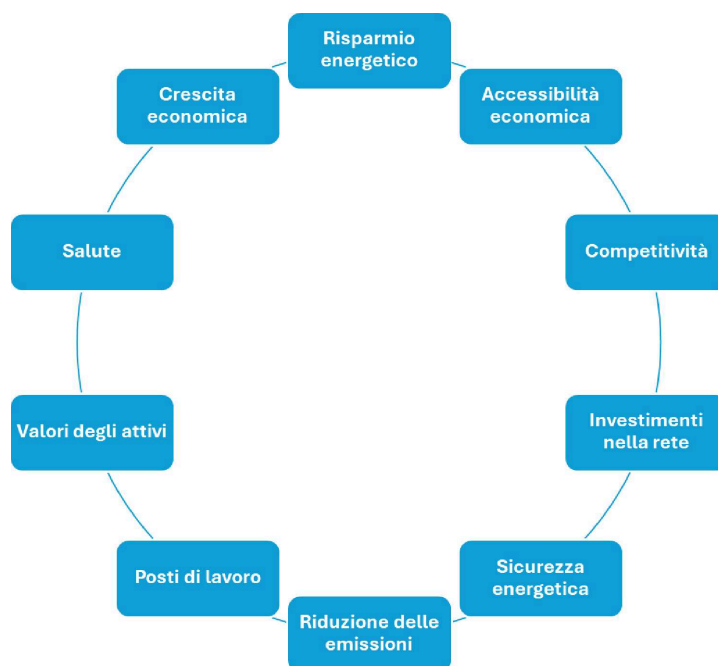 Risparmio
energetico
Accessibilità
economica
Competitività
Investimenti
nella rete
Sicurezza
energetica
Riduzione delle
emissioni
Posti di lavoro
Valori degli attivi
Salute
Crescita
economica